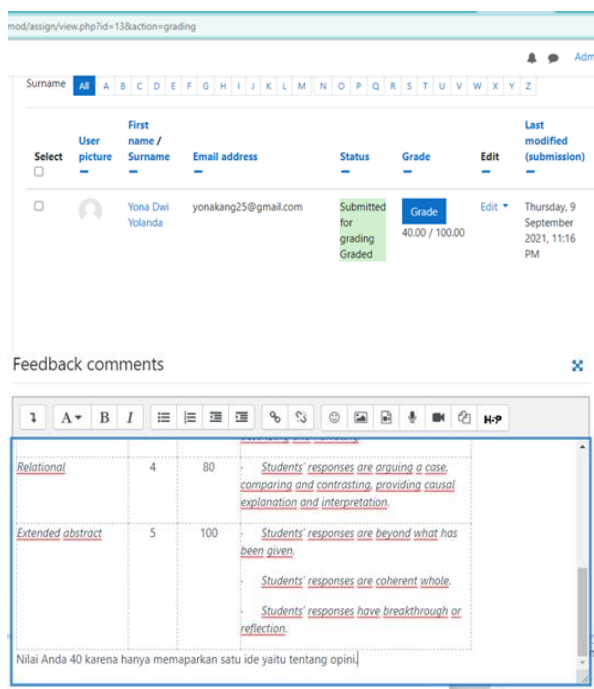 mod/assign/view.php?id=13&action=grading
Adm
Surname All A B C D E F G H I J K L M N O P Q R S T U V W X Y Z
Select
User picture
First name / Surname
Email address
Status
Grade
Edit
Last modified (submission)
Yona Dwi Yolanda
yonakang25@gmail.com
Submitted for grading Graded
Grade
40.00 / 100.00
Edit
Thursday, 9 September 2021, 11:16 PM
Feedback comments
A B I H-P
Relational 4 80
· Students' responses are arguing a case,
comparing and contrasting, providing causal
explanation and interpretation.
Extended abstract 5 100
· Students' responses are beyond what has
been given.
· Students' responses are coherent whole.
· Students' responses have breakthrough or
reflection.
Nilai Anda 40 karena hanya memaparkan satu ide yaitu tentang opini.